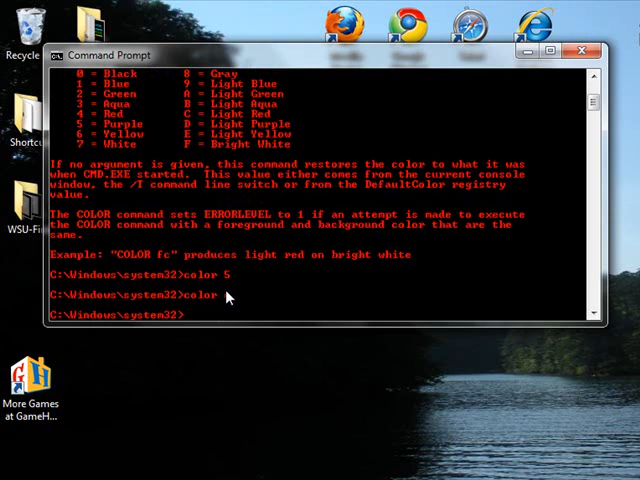 Recycle
Command Prompt
0 = Black 8 = Gray
1 = Blue 9 = Light Blue
2 = Green A = Light Green
3 = Aqua B = Light Aqua
4 = Red C = Light Red
5 = Purple D = Light Purple
6 = Yellow E = Light Yellow
7 = White F = Bright White
If no argument is given, this command restores the color to what it was
when CMD.EXE started. This value either comes from the current console
window, the /T command line switch or from the DefaultColor registry
value.
The COLOR command sets ERRORLEVEL to 1 if an attempt is made to execute
the COLOR command with a foreground and background color that are the
same.
Example: "COLOR fc" produces light red on bright white
C:\Windows\system32>color 5
C:\Windows\system32>color
C:\Windows\system32>
Shortcu
WSU-Fi
More Games
at GameH...